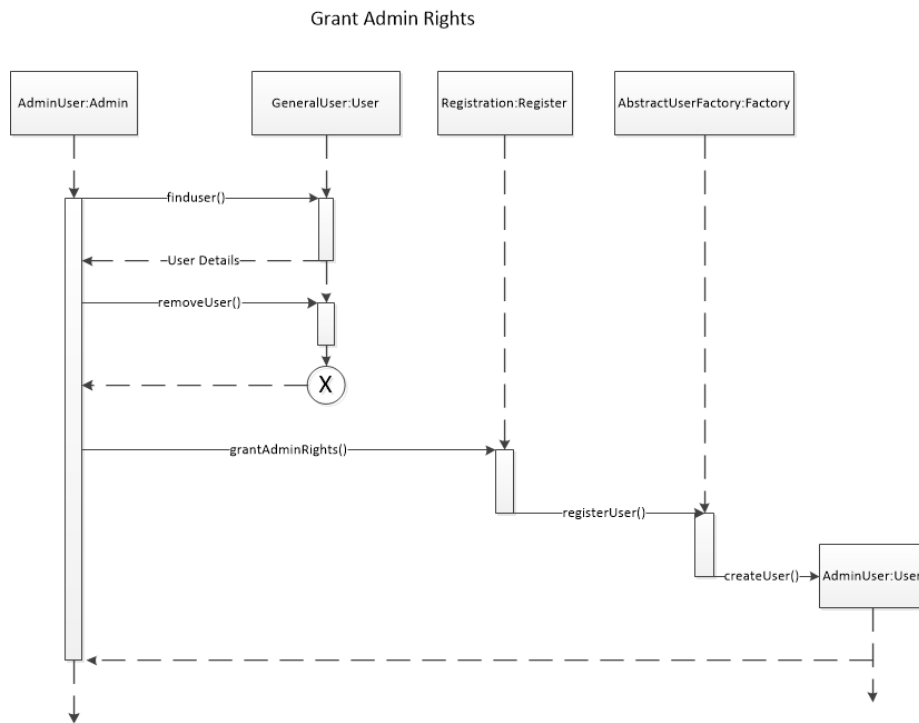 Grant Admin Rights
AdminUser:Admin
GeneralUser:User
Registration:Register
AbstractUserFactory:Factory
finduser()
User Details
removeUser()
X
grantAdminRights()
registerUser()
createUser()
AdminUser:User